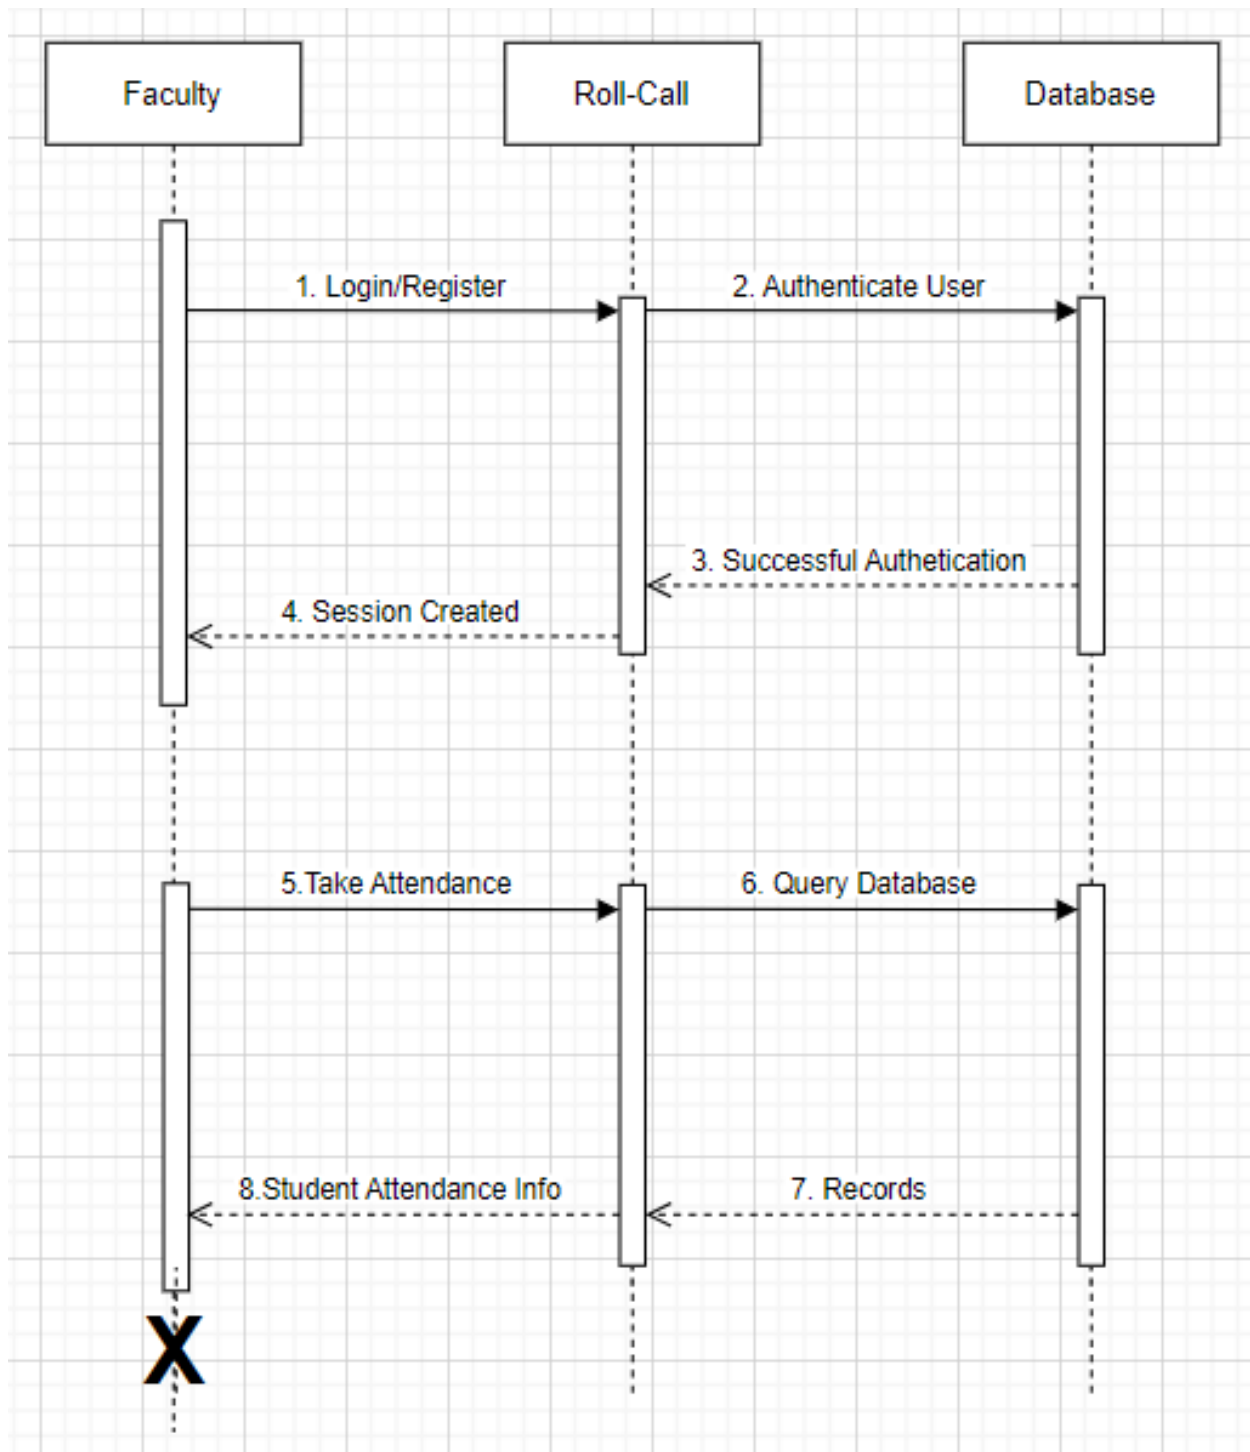 Faculty
Roll-Call
Database
1. Login/Register
2. Authenticate User
3. Successful Authetication
4. Session Created
5.Take Attendance
6. Query Database
7. Records
8.Student Attendance Info
X